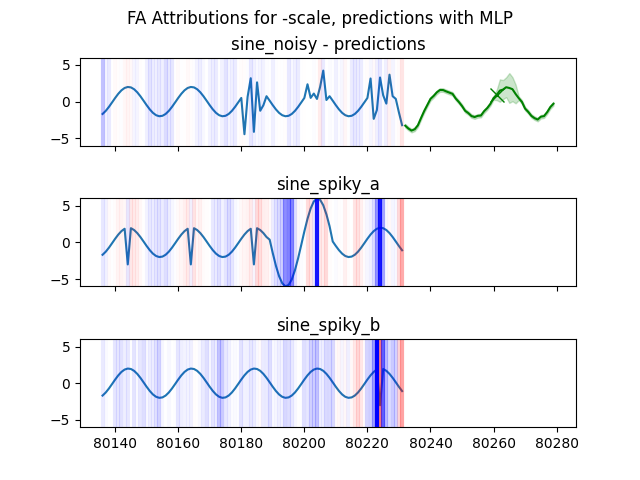 FA Attributions for -scale, predictions with MLP
sine_noisy - predictions
5
0
−5
sine_spiky_a
5
0
−5
sine_spiky_b
5
0
−5
80140 80160 80180 80200 80220 80240 80260 80280